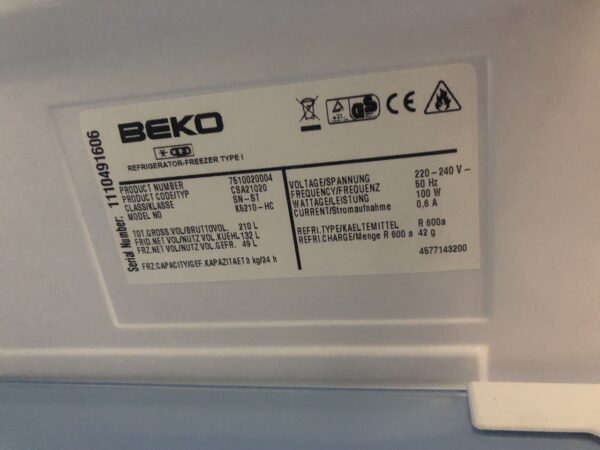 BEKO
REFRIGERATOR-FREEZER TYPE I
Serial Number: 1110491606
PRODUCT NUMBER 7510020004
PRODUCT CODE/TYP CSA21020
CLASS/KLASSE SN-ST
MODEL NO K6210-HC
TOT.GROSS VOL/BRUTTOVOL 210 L
FRID.NET VOL/NUTZ VOL.KUEHL 132 L
FRZ.NET VOL/NUTZ VOL.GEFR. 49 L
FRZ.CAPACITY/GEF.KAPAZITAET 3 kg/24 h
VOLTAGE/SPANNUNG 220-240 V~
FREQUENCY/FREQUENZ 50 Hz
WATTAGE/LEISTUNG 100 W
CURRENT/Stromaufnahme 0,6 A
REFRI.TYPE/KAELTEMITTEL R 600a
REFRI.CHARGE/Menge R 600 a 42 g
4577143200